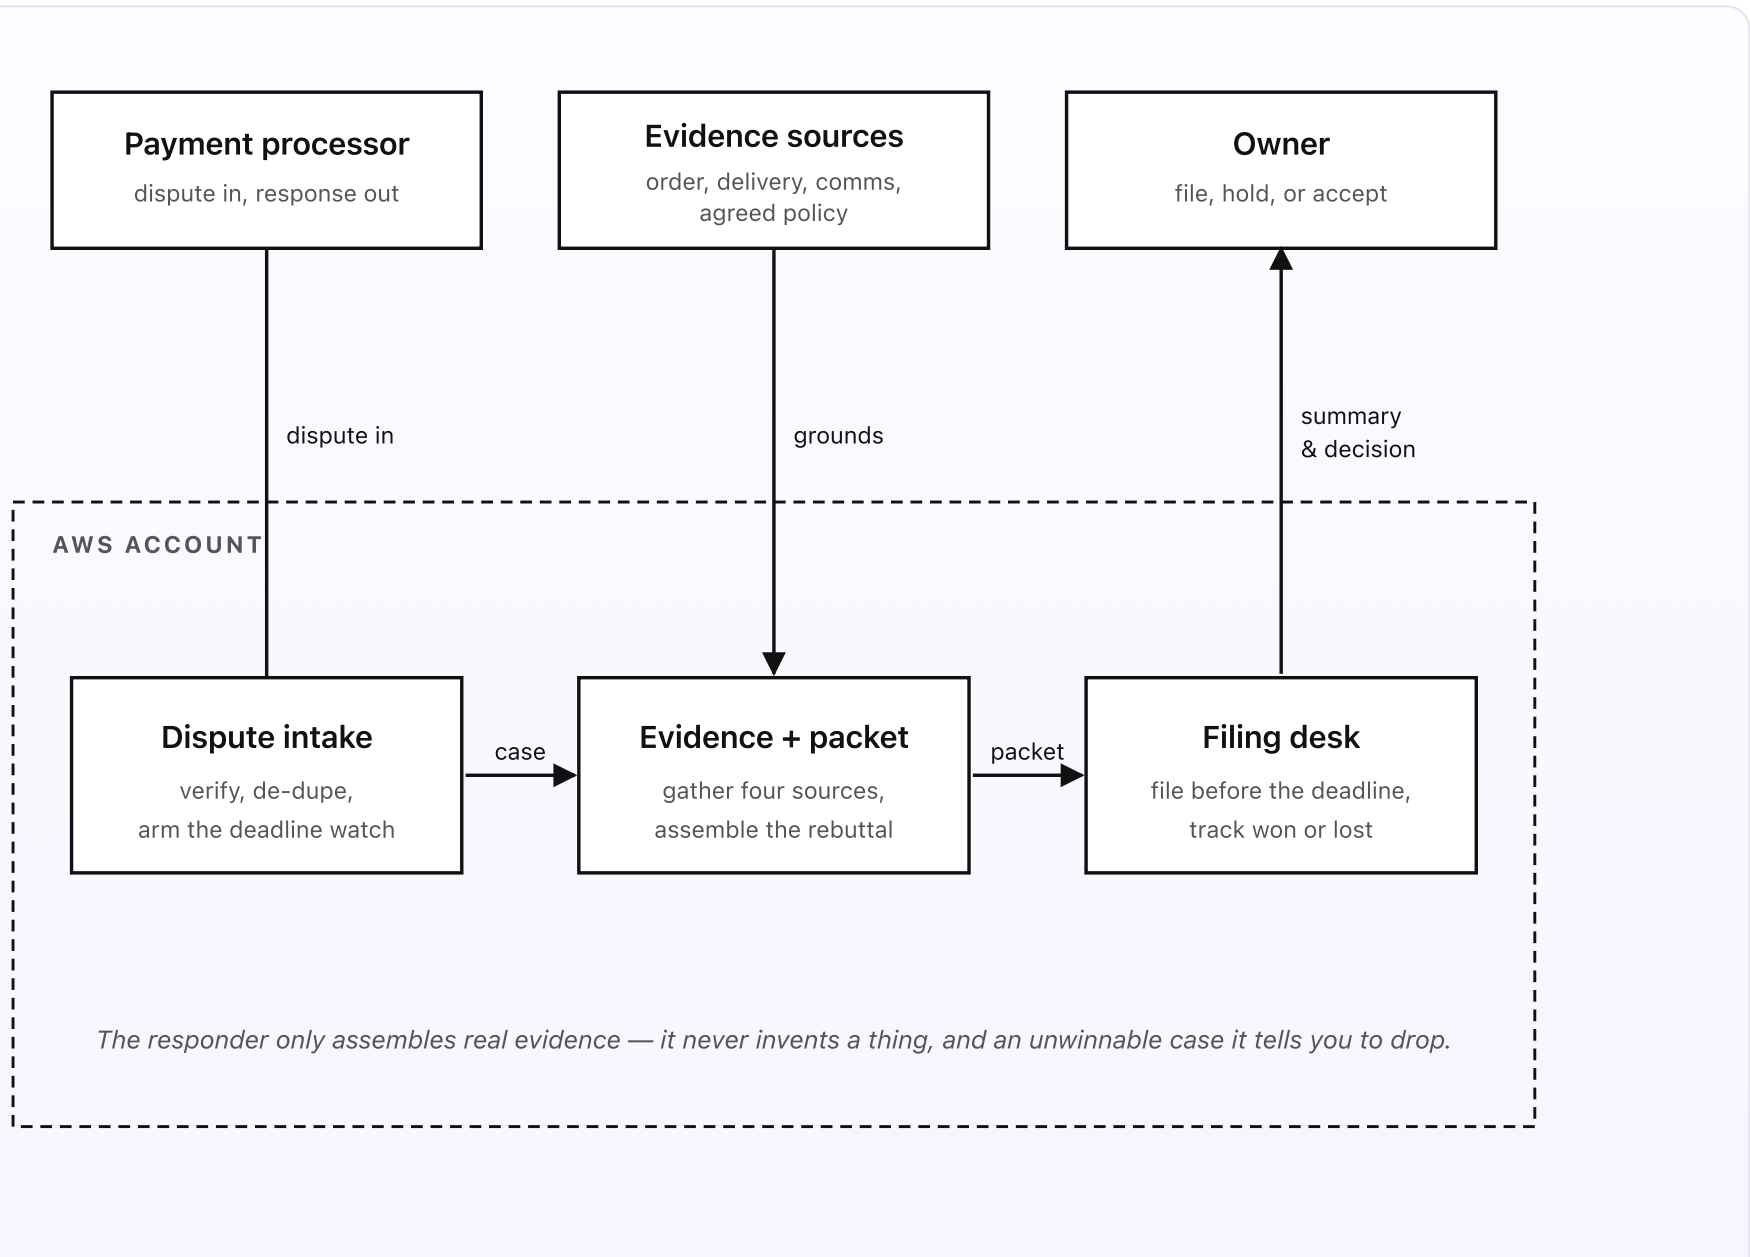 Payment processor
dispute in, response out
Evidence sources
order, delivery, comms,
agreed policy
Owner
file, hold, or accept
dispute in
grounds
summary
& decision
AWS ACCOUNT
Dispute intake
verify, de-dupe,
arm the deadline watch
case
Evidence + packet
gather four sources,
assemble the rebuttal
packet
Filing desk
file before the deadline,
track won or lost
The responder only assembles real evidence — it never invents a thing, and an unwinnable case it tells you to drop.